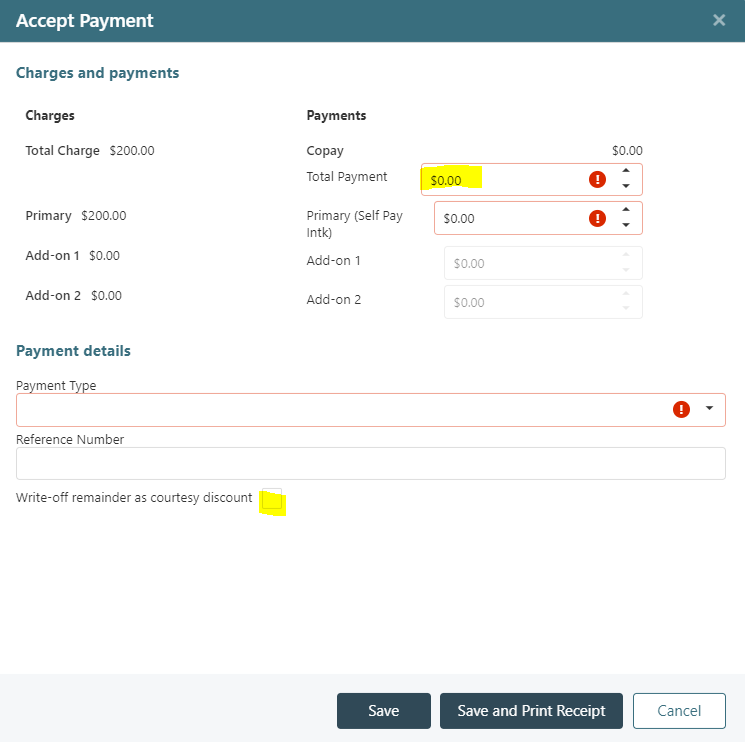 Accept Payment
Charges and payments
Charges Payments
Total Charge $200.00 Copay $0.00
Total Payment $0.00
Primary $200.00 Primary (Self Pay
Intk) $0.00
Add-on 1 $0.00 Add-on 1 $0.00
Add-on 2 $0.00 Add-on 2 $0.00
Payment details
Payment Type
Reference Number
Write-off remainder as courtesy discount
Save Save and Print Receipt Cancel